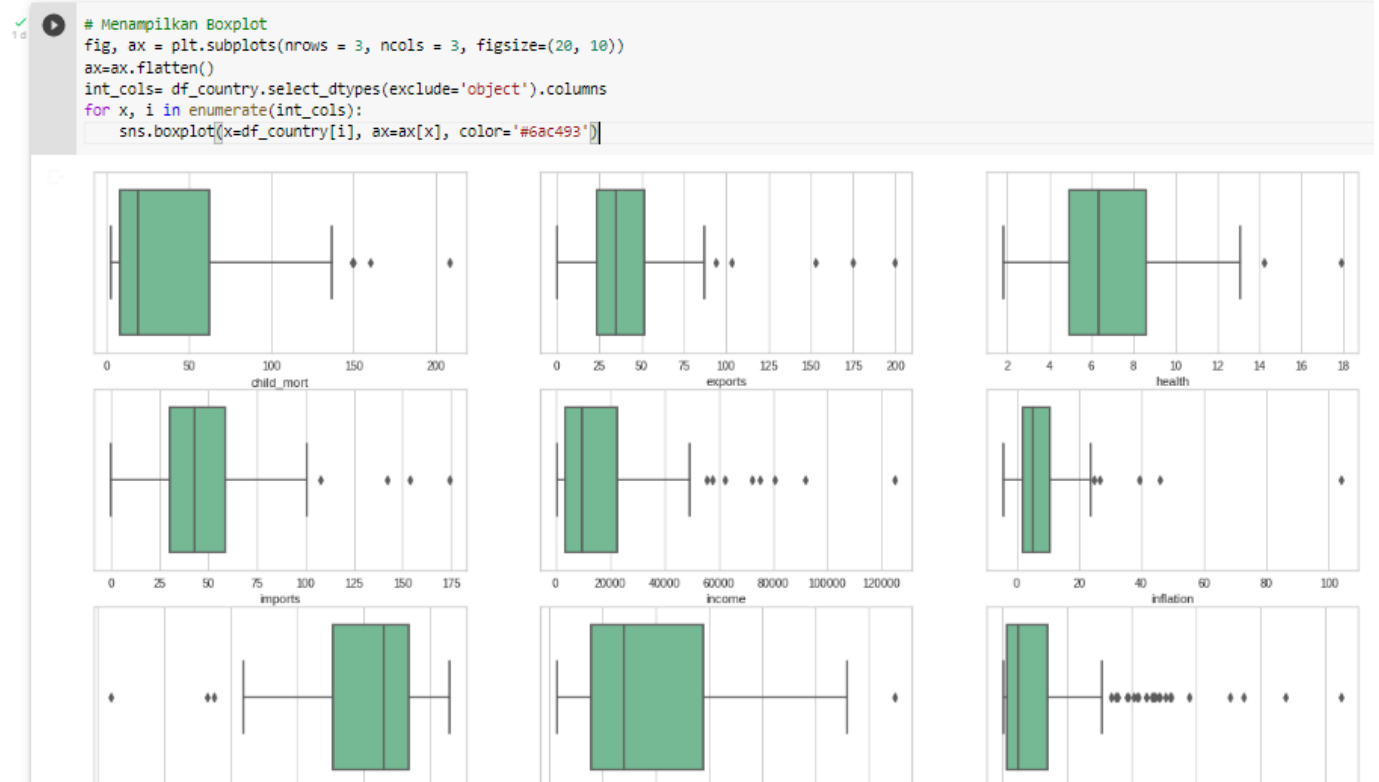 # Menampilkan Boxplot
fig, ax = plt.subplots(nrows = 3, ncols = 3, figsize=(20, 10))
ax=ax.flatten()
int_cols= df_country.select_dtypes(exclude='object').columns
for x, i in enumerate(int_cols):
sns.boxplot(x=df_country[i], ax=ax[x], color='#6ac493')
0 50 100 150 200
child_mort
0 25 50 75 100 125 150 175 200
exports
2 4 6 8 10 12 14 16 18
health
0 25 50 75 100 125 150 175
imports
0 20000 40000 60000 80000 100000 120000
income
0 20 40 60 80 100
inflation